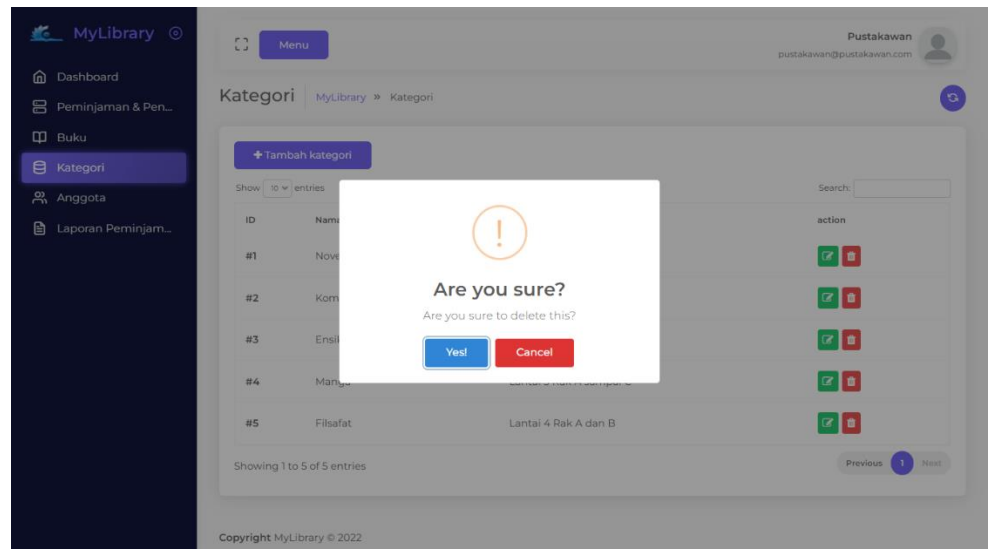 MyLibrary
Dashboard
Peminjaman & Pen...
Buku
Kategori
Anggota
Laporan Peminjam...
Menu
Pustakawan
pustakawan@pustakawan.com
Kategori
MyLibrary » Kategori
+Tambah kategori
Show 10 entries
Search:
ID
action
#1
#2
#3
#4
#5 Filsafat Lantai 4 Rak A dan B
Are you sure?
Are you sure to delete this?
Yes!
Cancel
Showing 1 to 5 of 5 entries
Previous 1 Next
Copyright MyLibrary © 2022